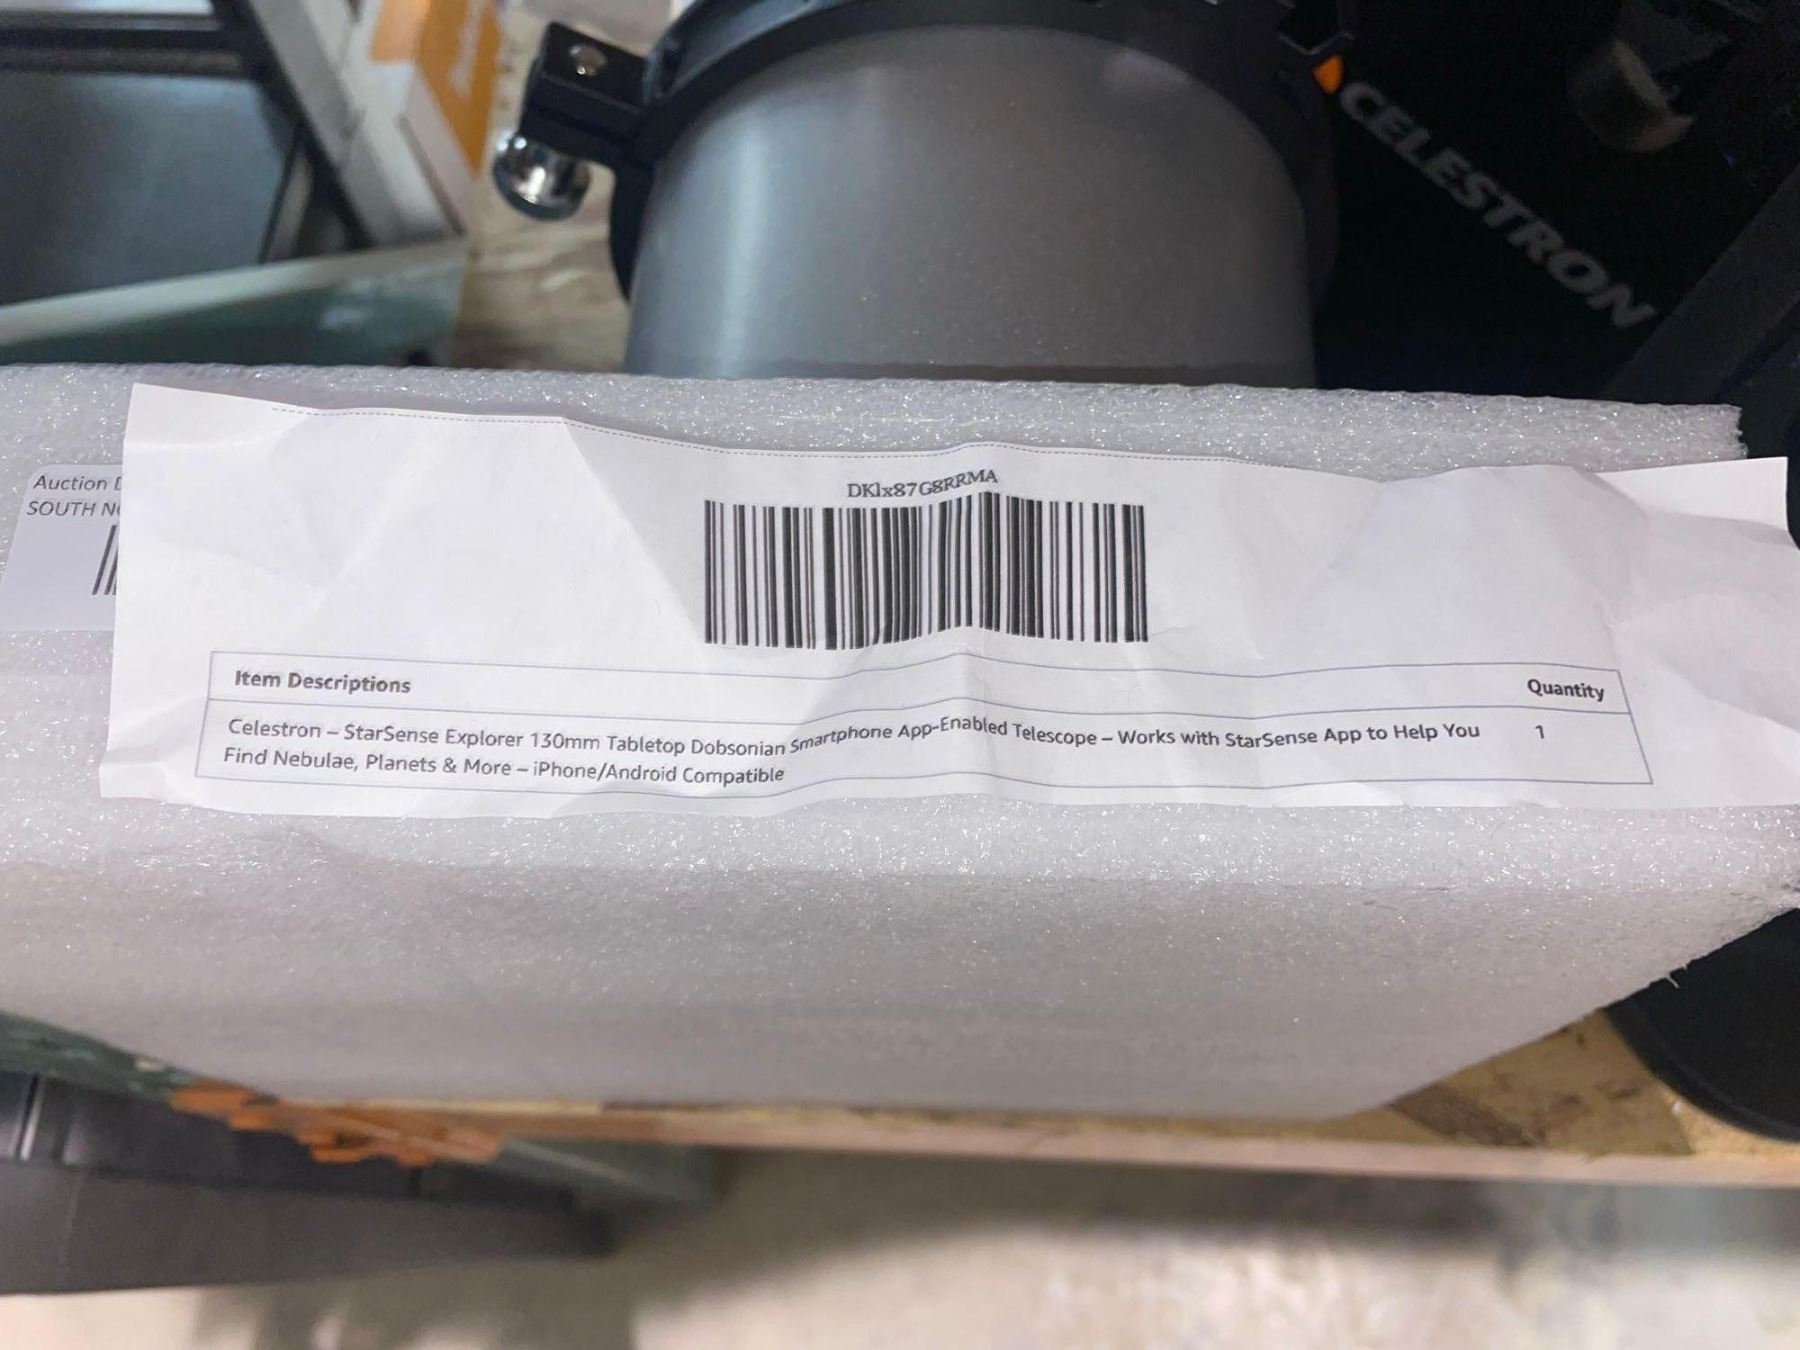 CELESTRON
Auction
SOUTH
DKlx87G8RRMA
Item Descriptions
Quantity
Celestron – StarSense Explorer 130mm Tabletop Dobsonian Smartphone App-Enabled Telescope – Works with StarSense App to Help You
1
Find Nebulae, Planets & More – iPhone/Android Compatible